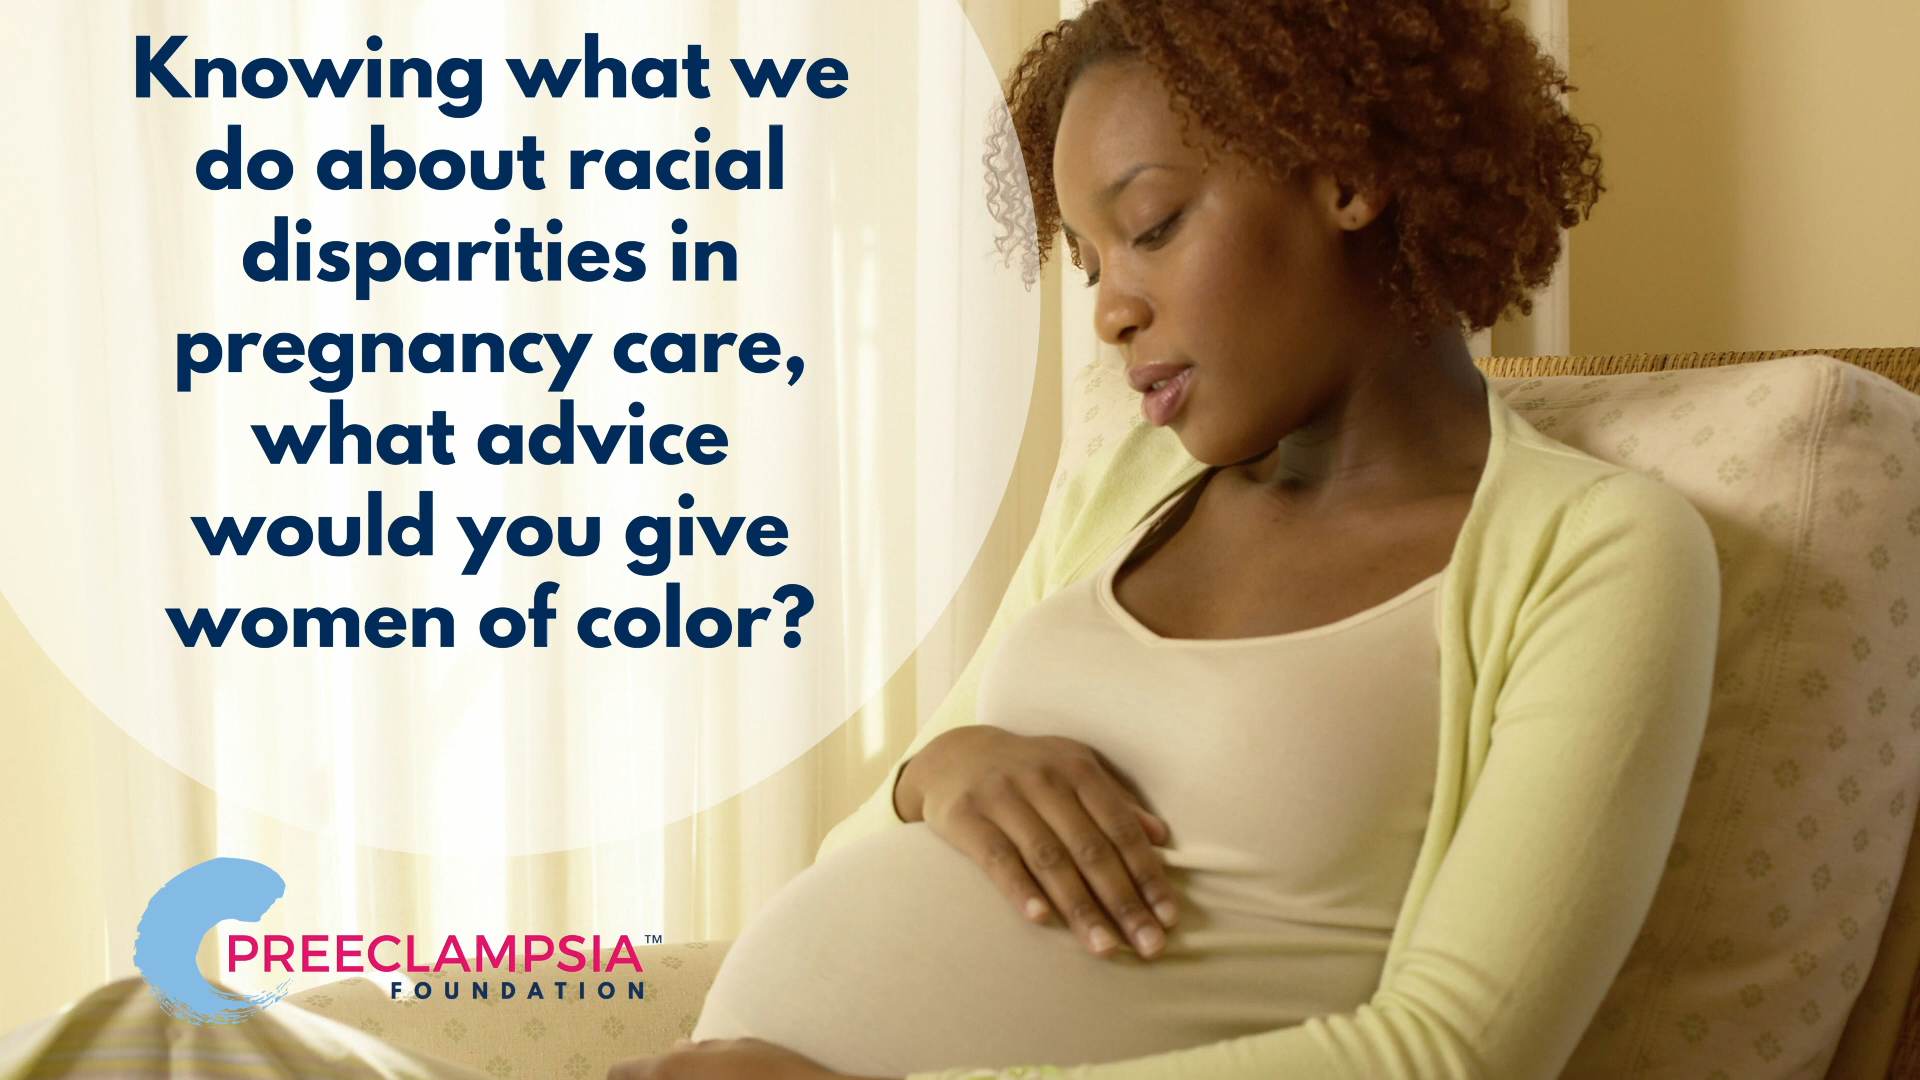 Knowing what we
do about racial
disparities in
pregnancy care,
what advice
would you give
women of color?
PREECLAMPSIA™
FOUNDATION